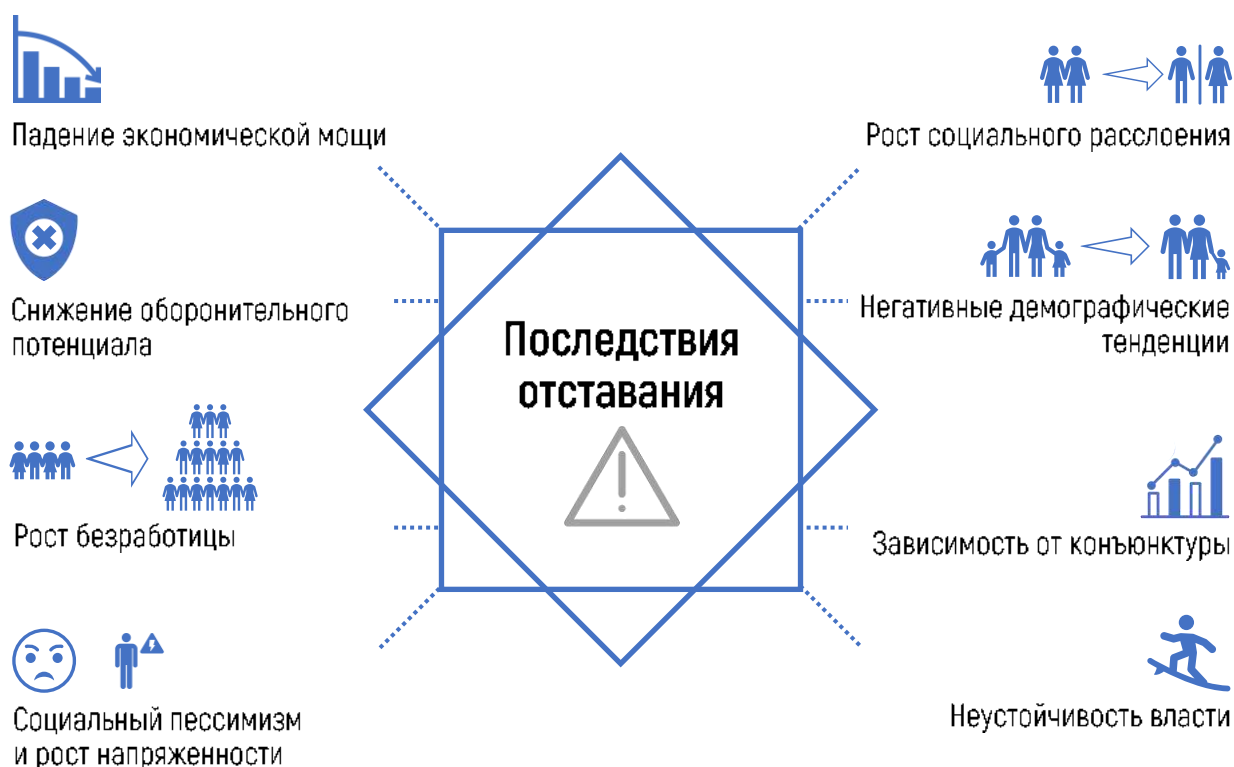 Падение экономической мощи
Снижение оборонительного
потенциала
Рост безработицы
Социальный пессимизм
и рост напряженности
Последствия
отставания
Рост социального расслоения
Негативные демографические
тенденции
Зависимость от конъюнктуры
Неустойчивость власти